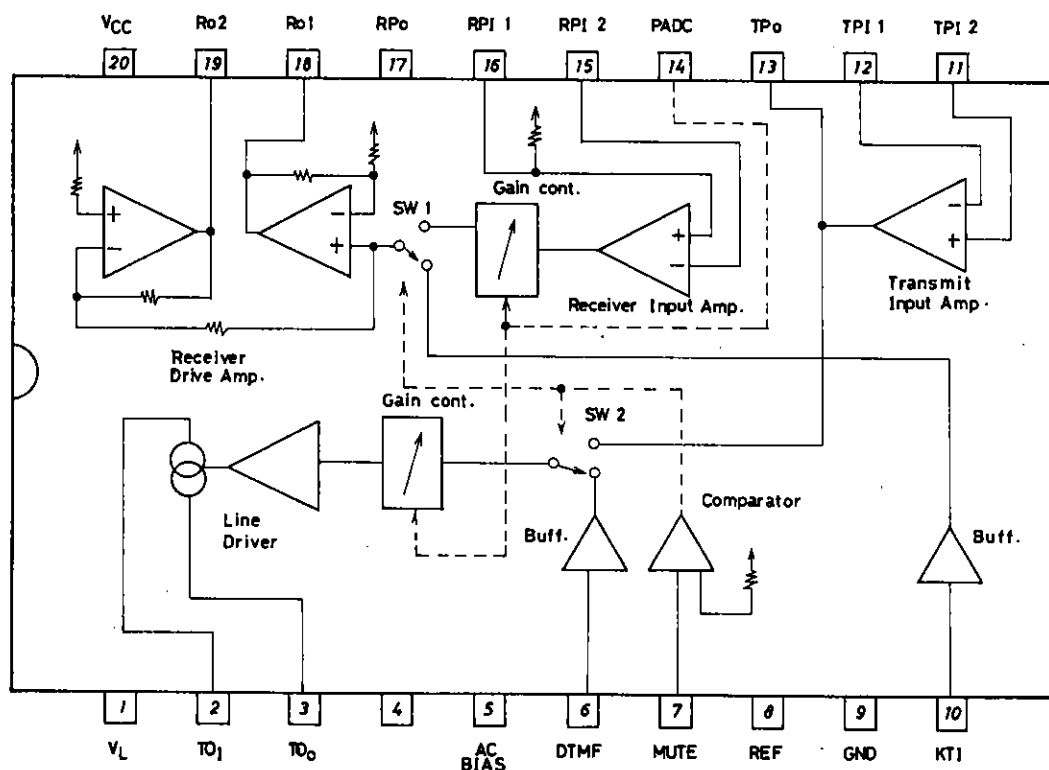 VCC Ro2 Ro1 RPo RPI 1 RPI 2 PADC TPo TPI 1 TPI 2
20 19 18 17 16 15 14 13 12 11
Gain cont.
SW 1
+
−
−
+
+
−
−
+
Receiver Input Amp.
Transmit
Input Amp.
Receiver
Drive Amp.
Gain cont.
SW 2
Line
Driver
Buff.
Comparator
Buff.
1 2 3 4 5 6 7 8 9 10
VL TOI TOo AC
BIAS DTMF MUTE REF GND KTI